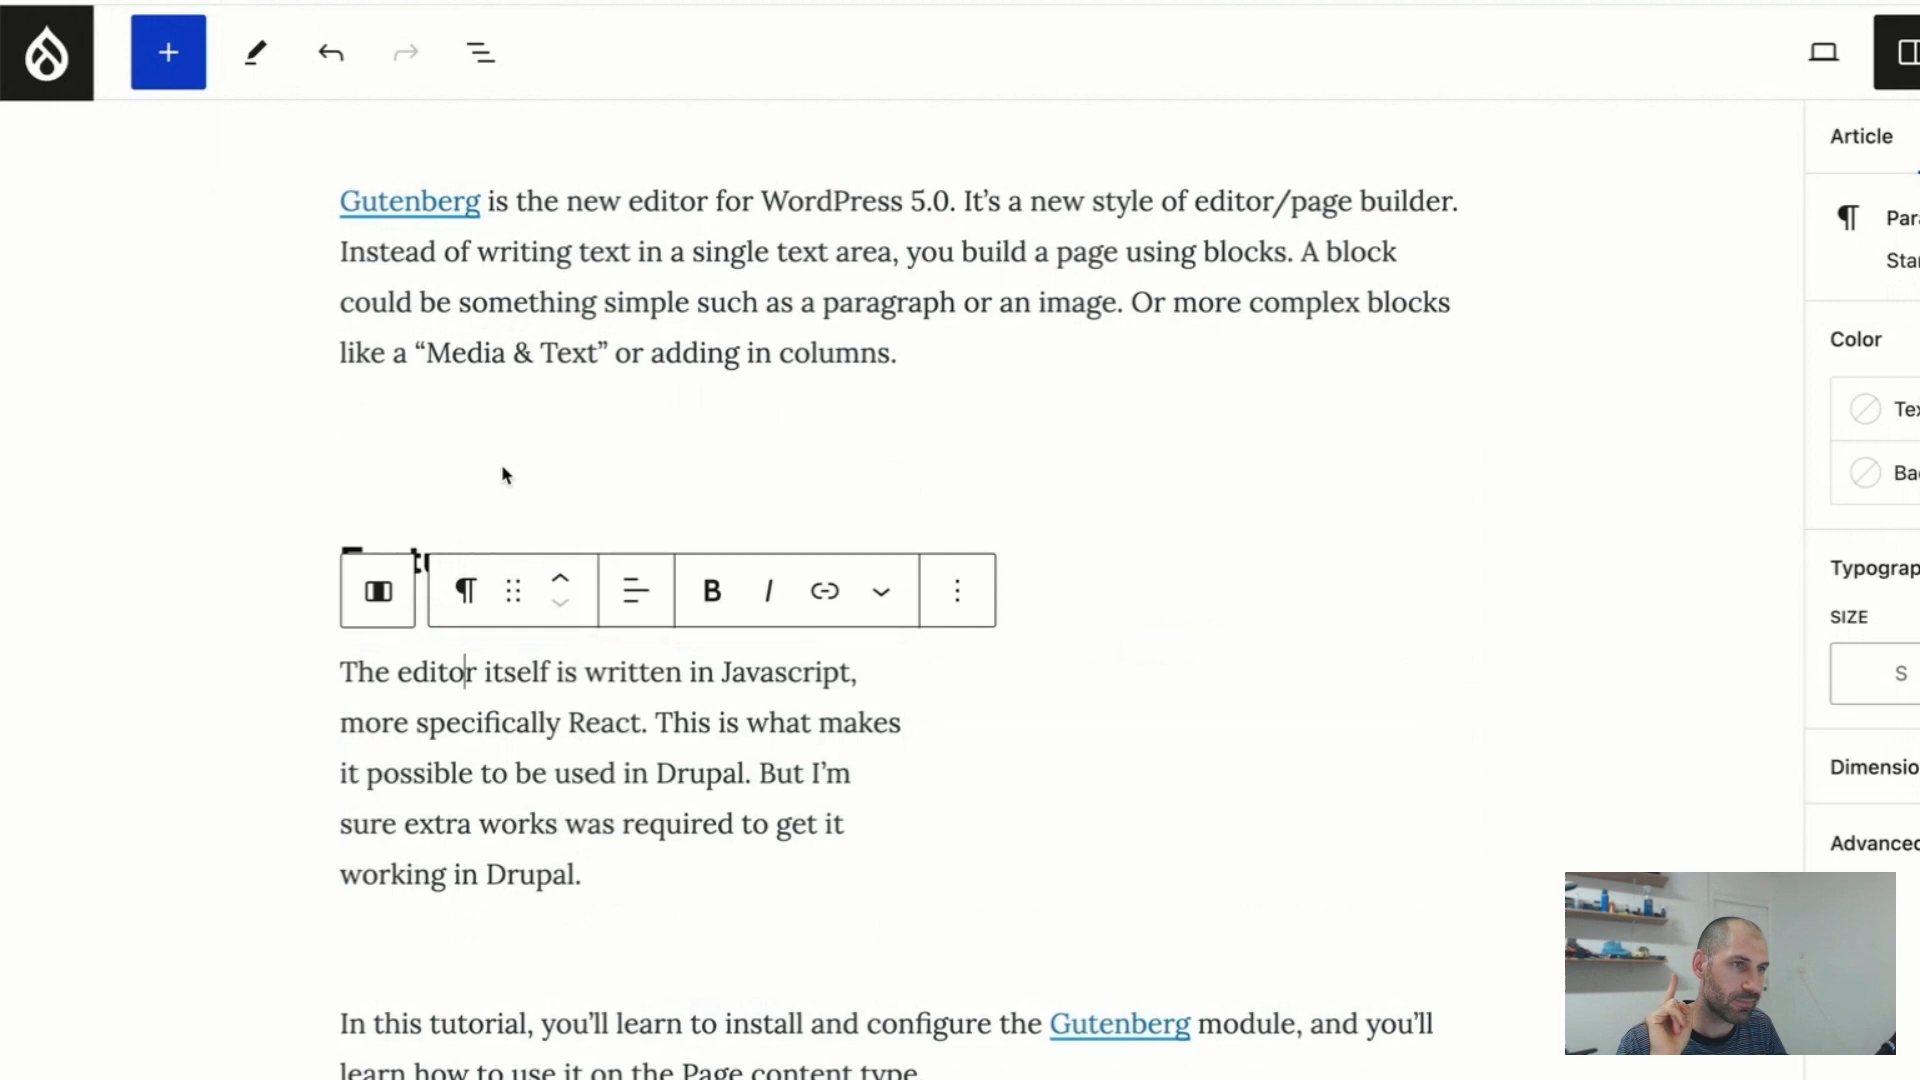 Article
Gutenberg is the new editor for WordPress 5.0. It’s a new style of editor/page builder.
Instead of writing text in a single text area, you build a page using blocks. A block
could be something simple such as a paragraph or an image. Or more complex blocks
like a “Media & Text” or adding in columns.
Color
B I
Typograp
SIZE
S
The editor itself is written in Javascript,
more specifically React. This is what makes
it possible to be used in Drupal. But I’m
sure extra works was required to get it
working in Drupal.
Dimensio
Advanced
In this tutorial, you’ll learn to install and configure the Gutenberg module, and you’ll
learn how to use it on the Page content type.